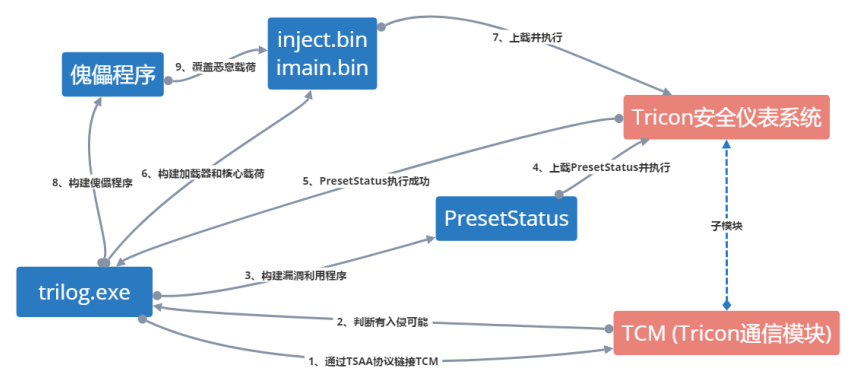 inject.bin
imain.bin
7、上载并执行
9、覆盖恶意载荷
傀儡程序
Tricon安全仪表系统
4、上载PresetStatus并执行
6、构建加载器和核心载荷
5、PresetStatus执行成功
8、构建傀儡程序
PresetStatus
子模块
3、构建漏洞利用程序
trilog.exe
2、判断有入侵可能
TCM (Tricon通信模块)
1、通过TSAA协议链接TCM